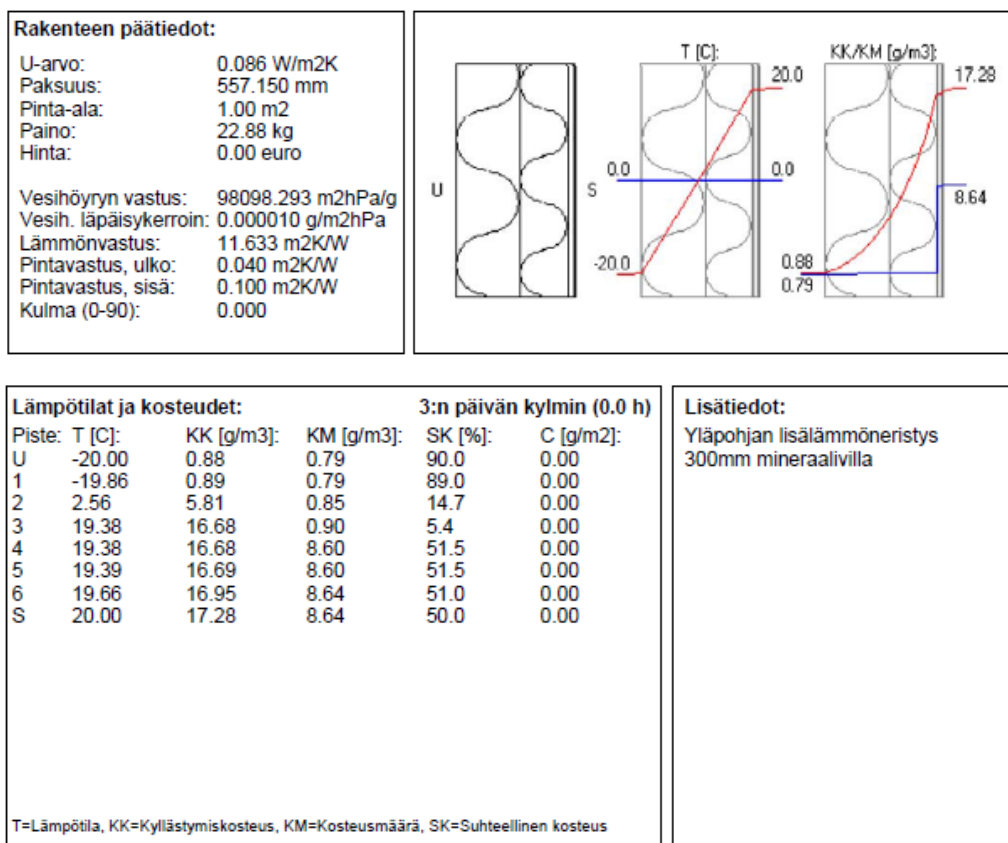 Rakenteen päätiedot:
U-arvo: 0.086 W/m2K
Paksuus: 557.150 mm
Pinta-ala: 1.00 m2
Paino: 22.88 kg
Hinta: 0.00 euro
Vesihöyryn vastus: 98098.293 m2hPa/g
Vesih. läpäisykerroin: 0.000010 g/m2hPa
Lämmönvastus: 11.633 m2K/W
Pintavastus, ulko: 0.040 m2K/W
Pintavastus, sisä: 0.100 m2K/W
Kulma (0-90): 0.000
U
S
T [C]:
20.0
0.0
0.0
-20.0
KK/KM [g/m3]:
17.28
8.64
0.88
0.79
Lämpötilat ja kosteudet: 3:n päivän kylmin (0.0 h)
Piste: T [C]: KK [g/m3]: KM [g/m3]: SK [%]: C [g/m2]:
U -20.00 0.88 0.79 90.0 0.00
1 -19.86 0.89 0.79 89.0 0.00
2 2.56 5.81 0.85 14.7 0.00
3 19.38 16.68 0.90 5.4 0.00
4 19.38 16.68 8.60 51.5 0.00
5 19.39 16.69 8.60 51.5 0.00
6 19.66 16.95 8.64 51.0 0.00
S 20.00 17.28 8.64 50.0 0.00
T=Lämpötila, KK=Kyllästymiskosteus, KM=Kosteusmäärä, SK=Suhteellinen kosteus
Lisätiedot:
Yläpohjan lisälämmöneristys
300mm mineraalivilla